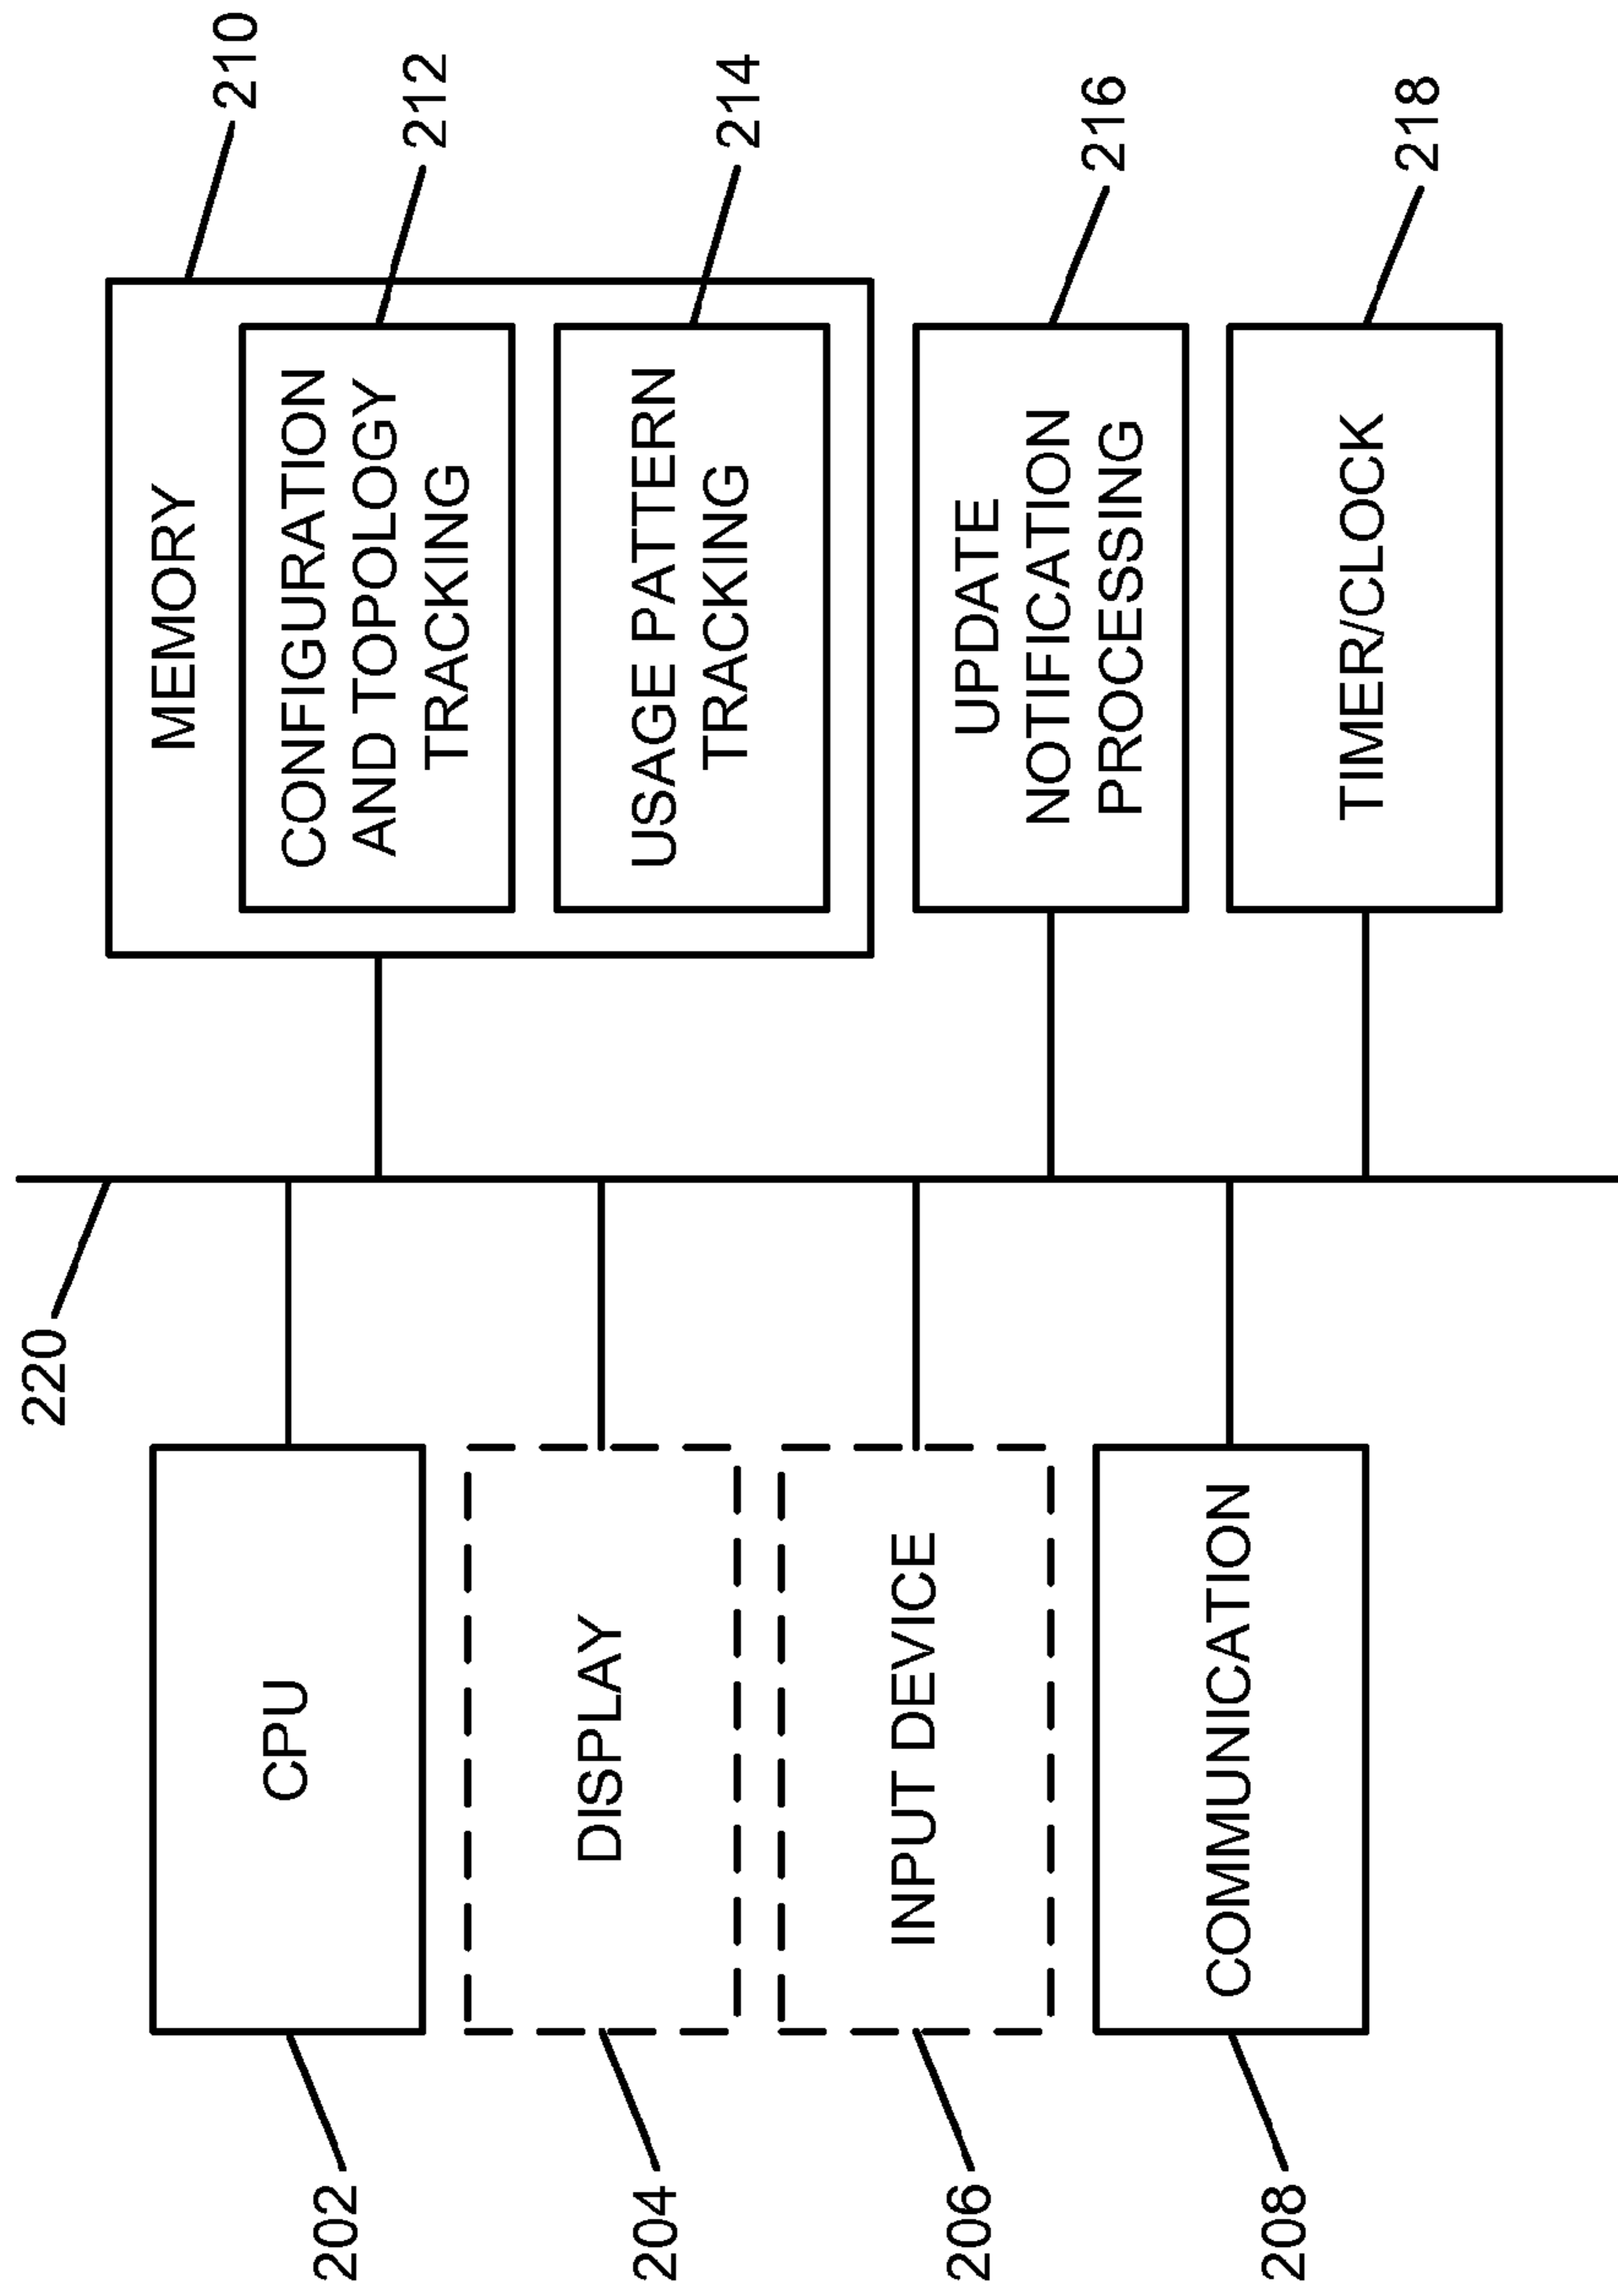 220
CPU
202
DISPLAY
204
INPUT DEVICE
206
COMMUNICATION
208
210
MEMORY
212
CONFIGURATION
AND TOPOLOGY
TRACKING
214
USAGE PATTERN
TRACKING
216
UPDATE
NOTIFICATION
PROCESSING
218
TIMER/CLOCK